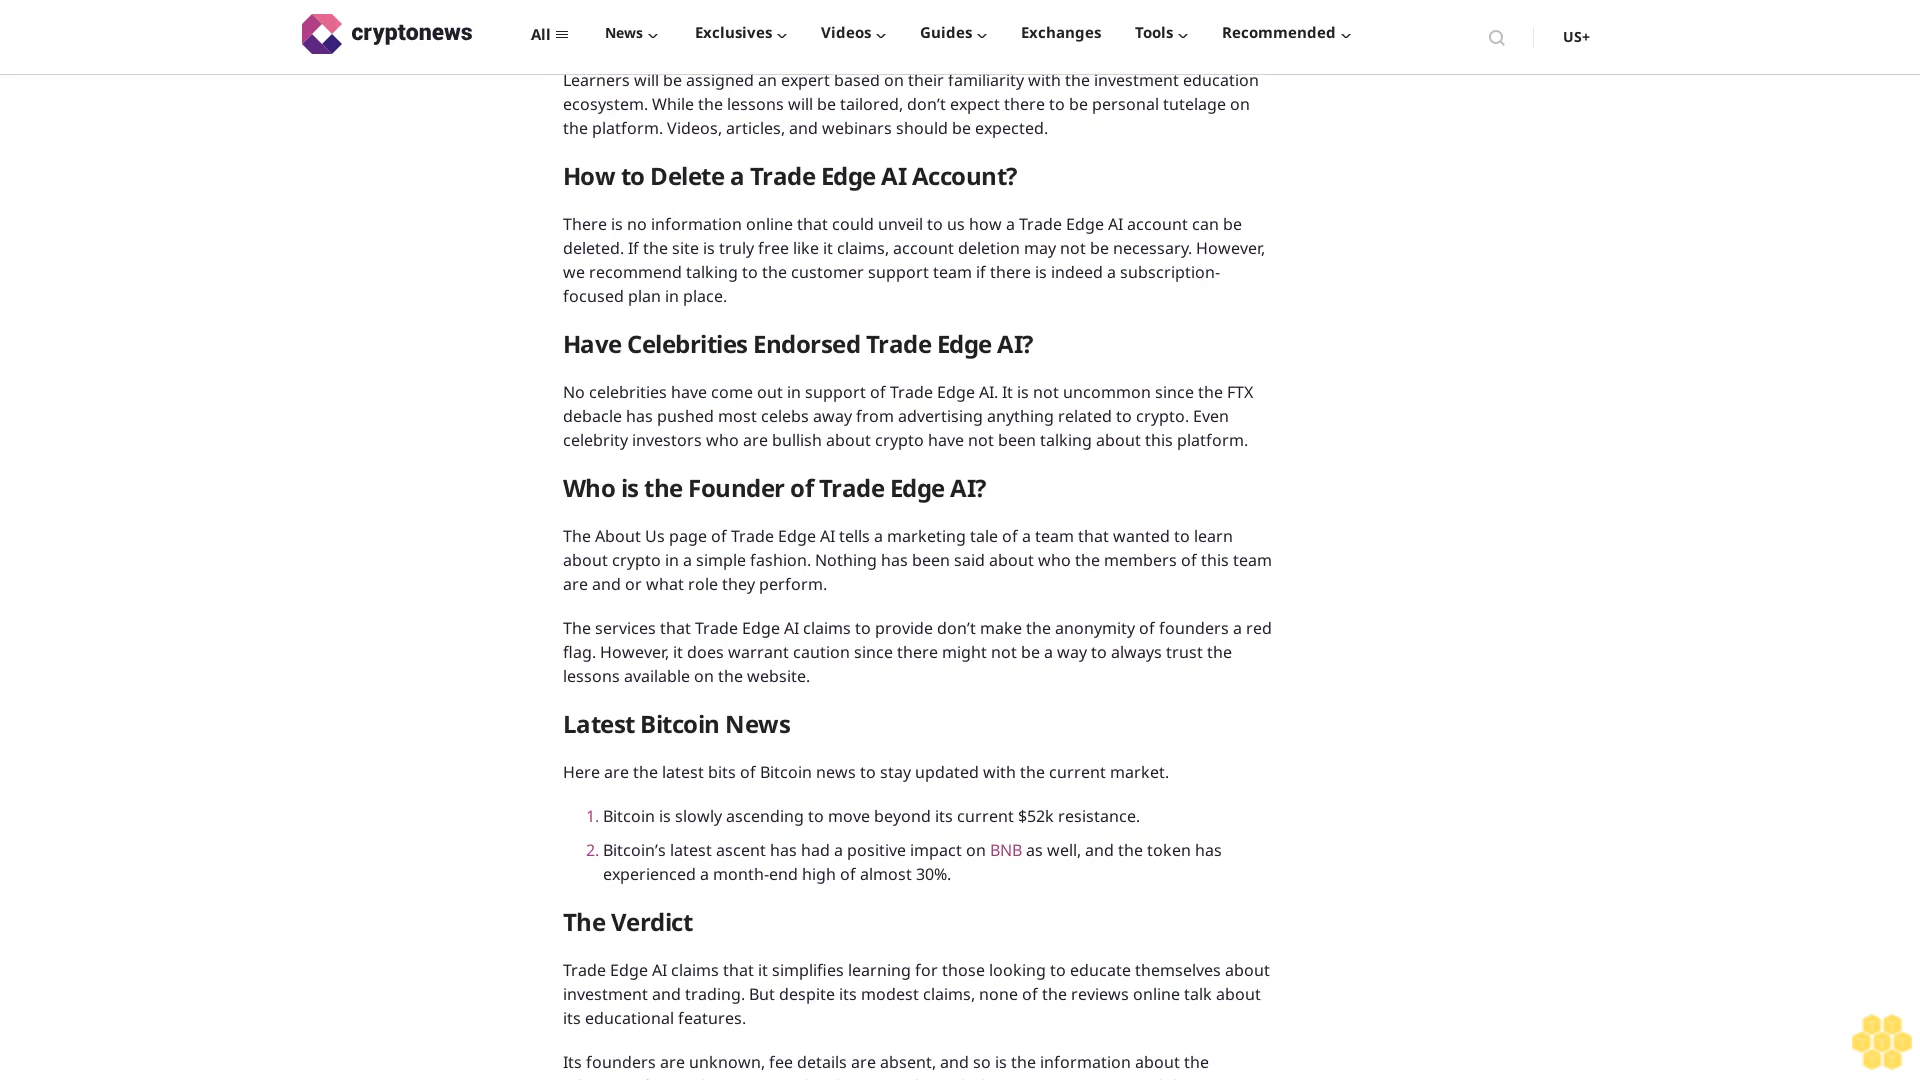 cryptonews
All
News
Exclusives
Videos
Guides
Exchanges
Tools
Recommended
US+
Learners will be assigned an expert based on their familiarity with the investment education
ecosystem. While the lessons will be tailored, don’t expect there to be personal tutelage on
the platform. Videos, articles, and webinars should be expected.
How to Delete a Trade Edge AI Account?
There is no information online that could unveil to us how a Trade Edge AI account can be
deleted. If the site is truly free like it claims, account deletion may not be necessary. However,
we recommend talking to the customer support team if there is indeed a subscription-
focused plan in place.
Have Celebrities Endorsed Trade Edge AI?
No celebrities have come out in support of Trade Edge AI. It is not uncommon since the FTX
debacle has pushed most celebs away from advertising anything related to crypto. Even
celebrity investors who are bullish about crypto have not been talking about this platform.
Who is the Founder of Trade Edge AI?
The About Us page of Trade Edge AI tells a marketing tale of a team that wanted to learn
about crypto in a simple fashion. Nothing has been said about who the members of this team
are and or what role they perform.
The services that Trade Edge AI claims to provide don’t make the anonymity of founders a red
flag. However, it does warrant caution since there might not be a way to always trust the
lessons available on the website.
Latest Bitcoin News
Here are the latest bits of Bitcoin news to stay updated with the current market.
1. Bitcoin is slowly ascending to move beyond its current $52k resistance.
2. Bitcoin’s latest ascent has had a positive impact on BNB as well, and the token has
experienced a month-end high of almost 30%.
The Verdict
Trade Edge AI claims that it simplifies learning for those looking to educate themselves about
investment and trading. But despite its modest claims, none of the reviews online talk about
its educational features.
Its founders are unknown, fee details are absent, and so is the information about the